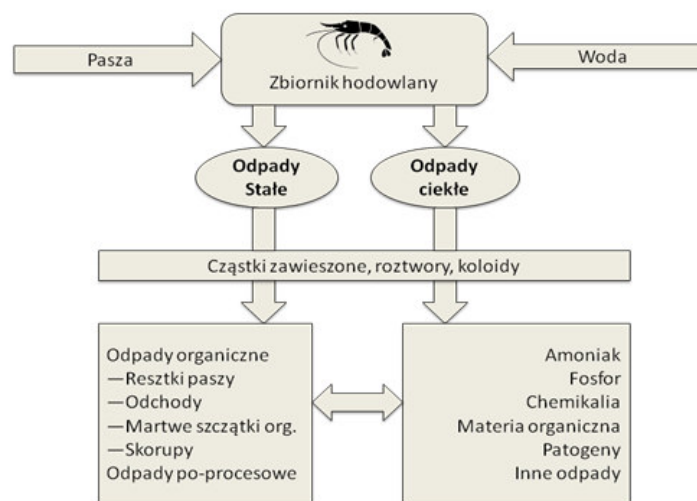 Pasza
Woda
Zbiornik hodowlany
Odpady
Stałe
Odpady
ciekłe
Cząstki zawieszone, roztwory, koloidy
Odpady organiczne
—Resztki paszy
—Odchody
—Martwe szczątki org.
—Skorupy
Odpady po-procesowe
Amoniak
Fosfor
Chemikalia
Materia organiczna
Patogeny
Inne odpady